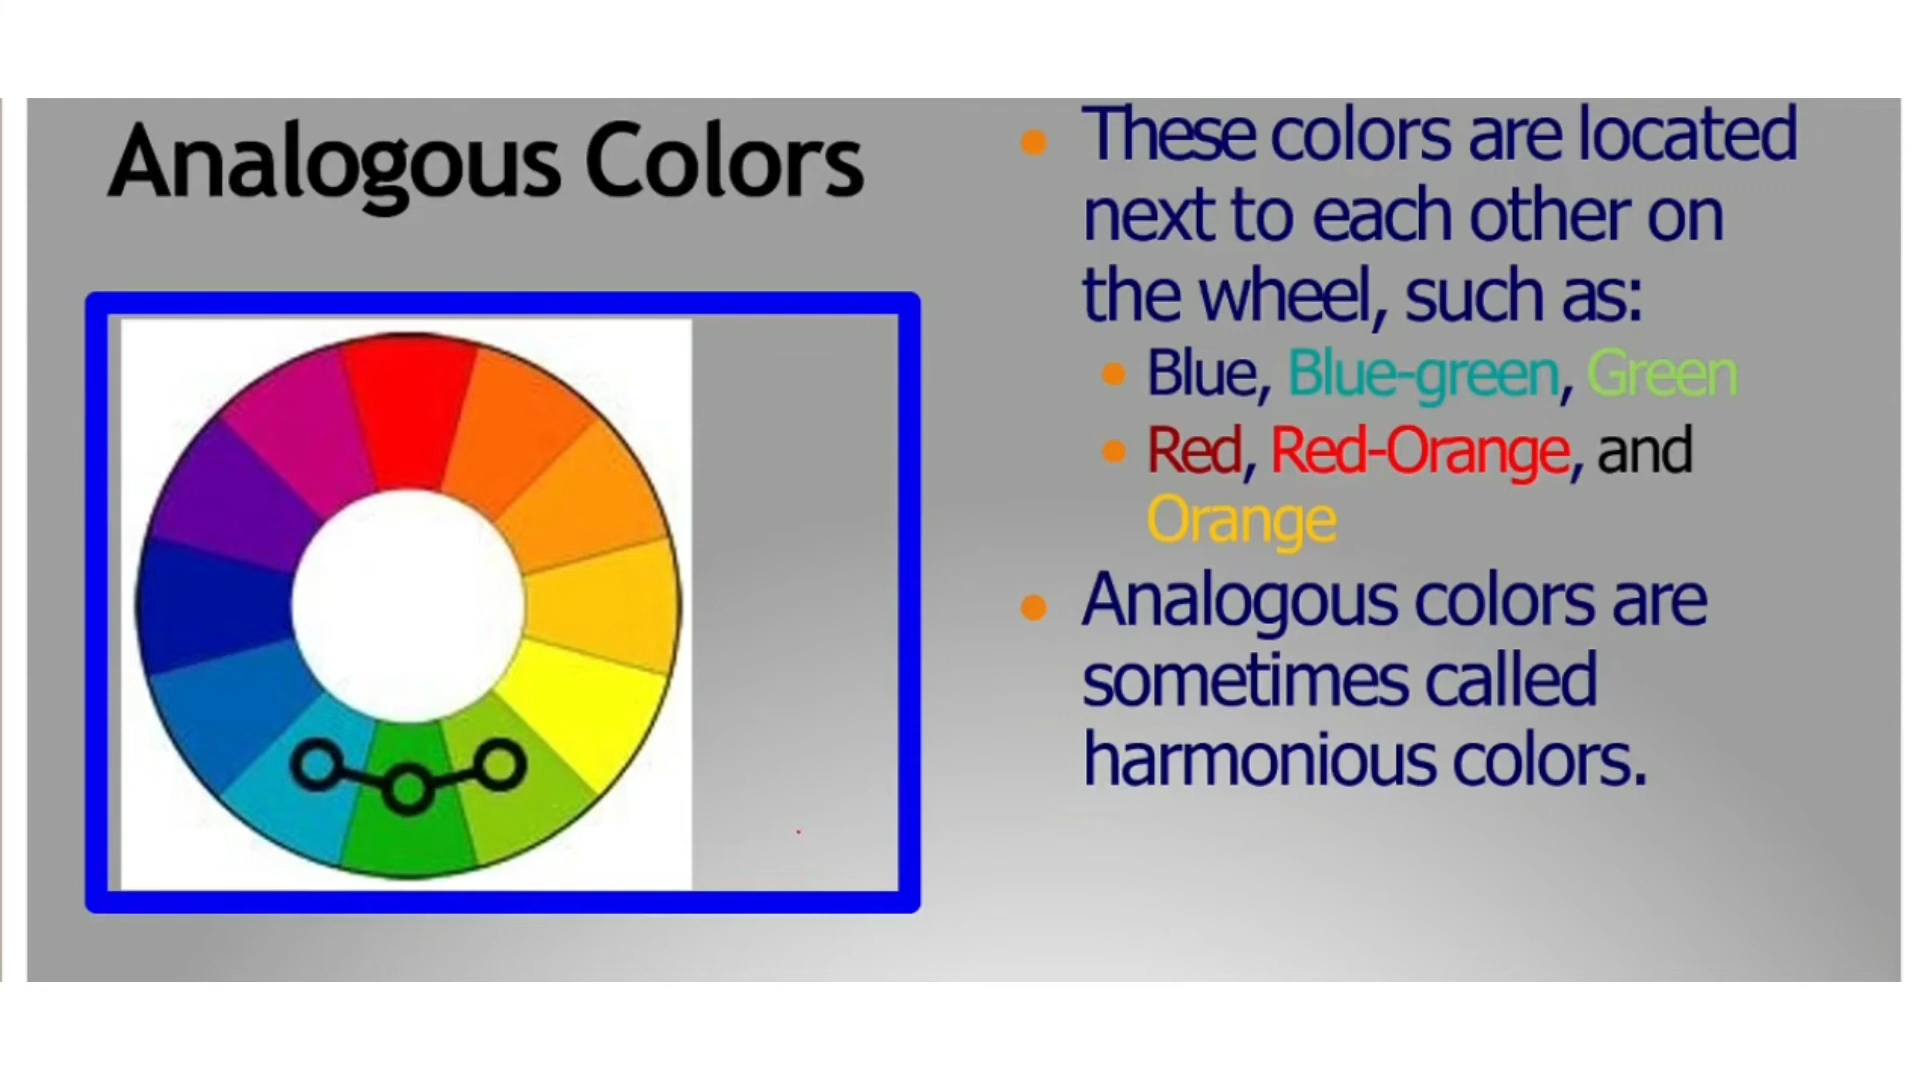 Analogous Colors
These colors are located
next to each other on
the wheel, such as:
Blue, Blue-green, Green
Red, Red-Orange, and
Orange
Analogous colors are
sometimes called
harmonious colors.